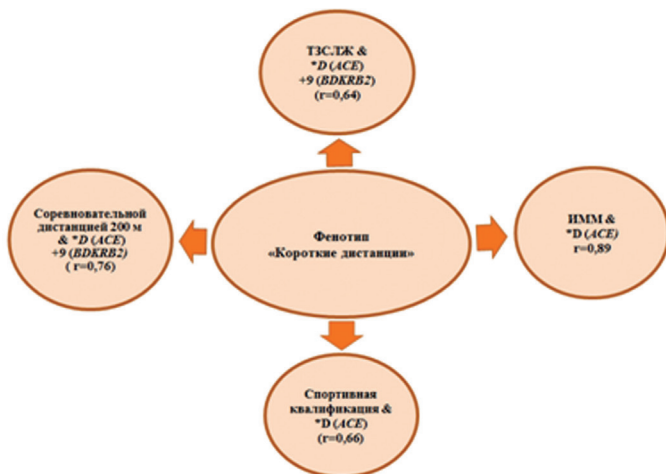 ТЗСЛЖ &
*D (ACE)
+9 (BDKRB2)
(r=0,64)
Соревновательной
дистанцией 200 м
& *D (ACE)
+9 (BDKRB2)
( r=0,76)
Фенотип
«Короткие дистанции»
ИММ &
*D (ACE)
r=0,89
Спортивная
квалификация &
*D (ACE)
(r=0,66)